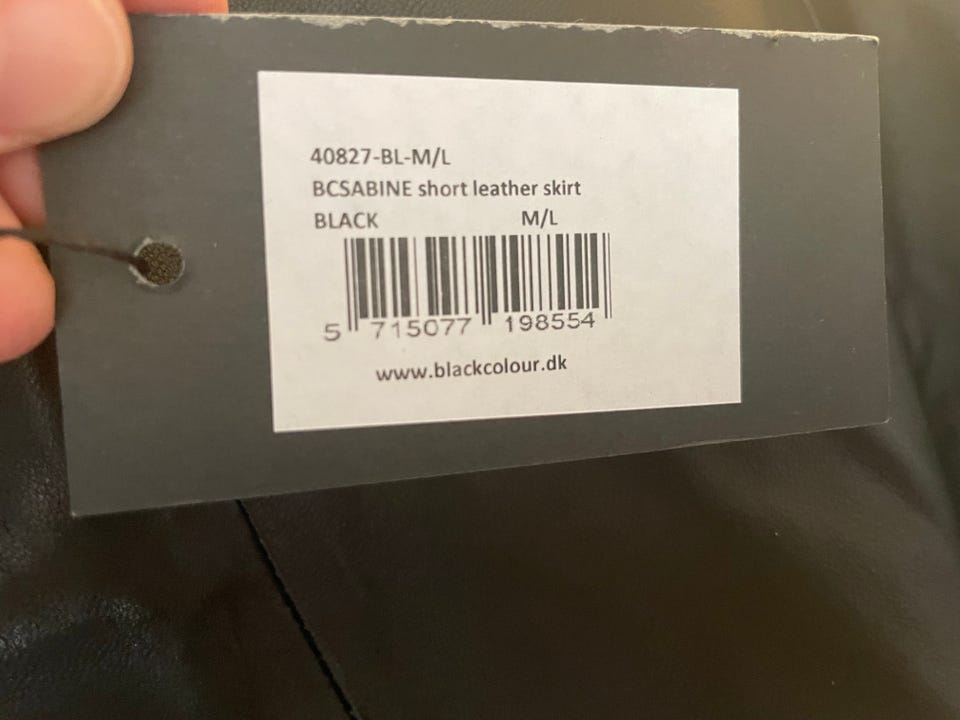 40827-BL-M/L
BCSABINE short leather skirt
BLACK M/L
5 715077 198554
www.blackcolour.dk